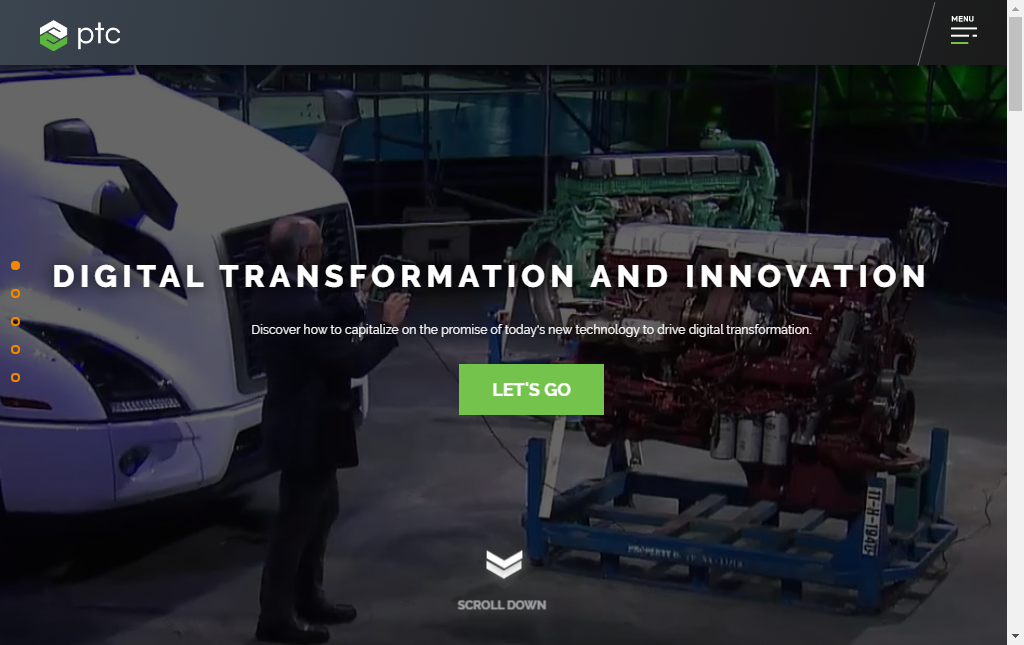 ptc
MENU
DIGITAL TRANSFORMATION AND INNOVATION
Discover how to capitalize on the promise of today's new technology to drive digital transformation.
LET'S GO
SCROLL DOWN